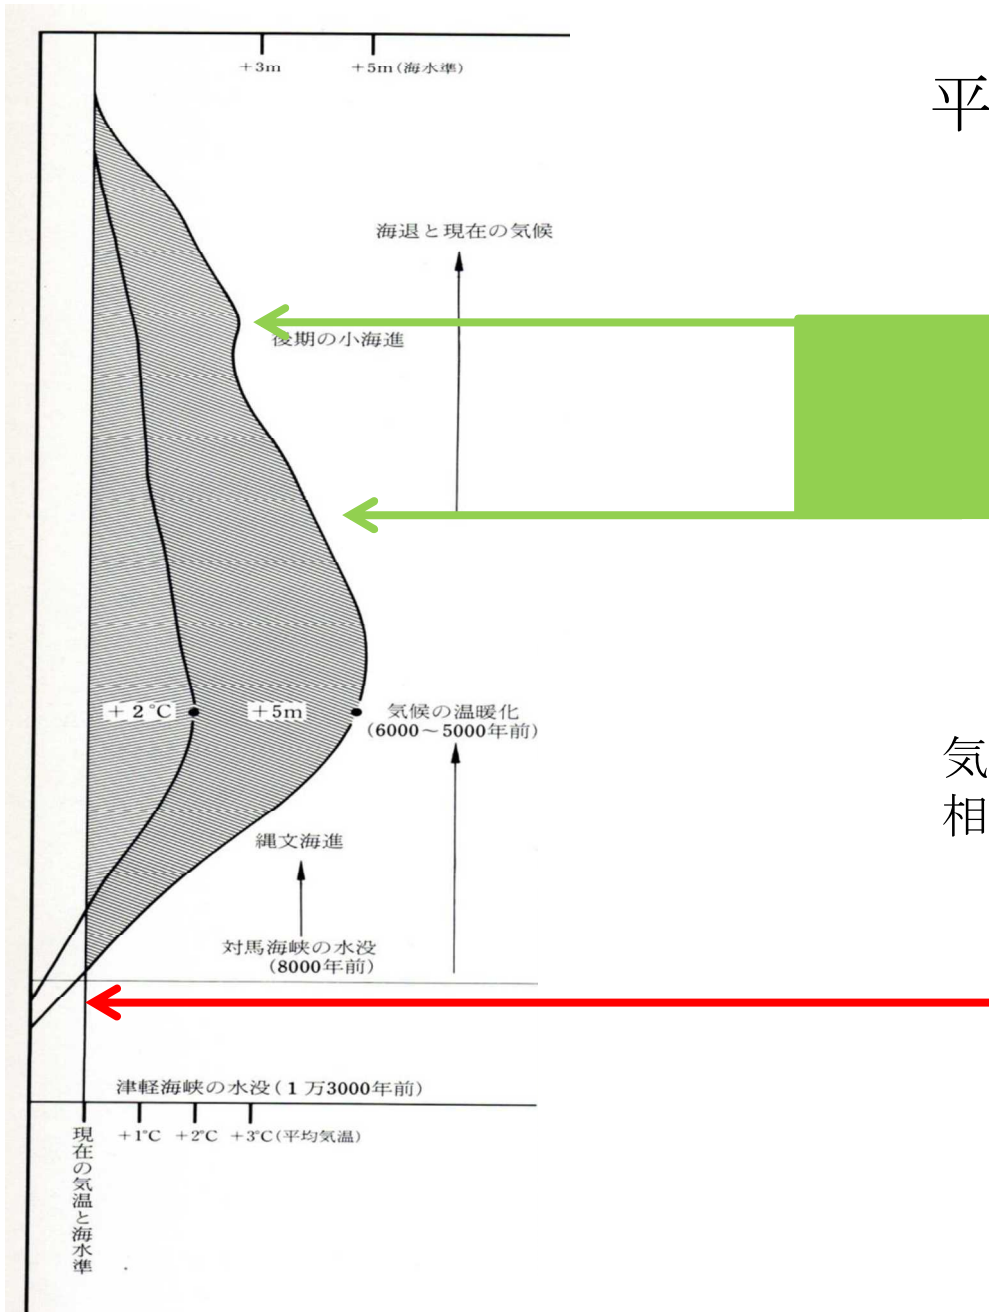 +3m +5m(海水準)
平
海退と現在の気候
後期の小海進
+2℃ +5m 気候の温暖化
(6000～5000年前)
気
相
縄文海進
対馬海峡の水没
(8000年前)
津軽海峡の水没(1万3000年前)
+1℃ +2℃ +3℃(平均気温)
現在の気温と海水準